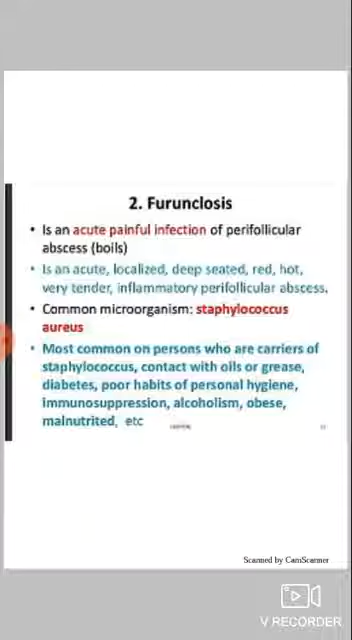 2. Furunclosis
• Is an acute painful infection of perifollicular
abscess (boils)
• Is an acute, localized, deep seated, red, hot,
very tender, inflammatory perifollicular abscess.
• Common microorganism: staphylococcus
aureus
• Most common on persons who are carriers of
staphylococcus, contact with oils or grease,
diabetes, poor habits of personal hygiene,
immunosuppression, alcoholism, obese,
malnutrited, etc
Scanned by CamScanner
V RECORDER